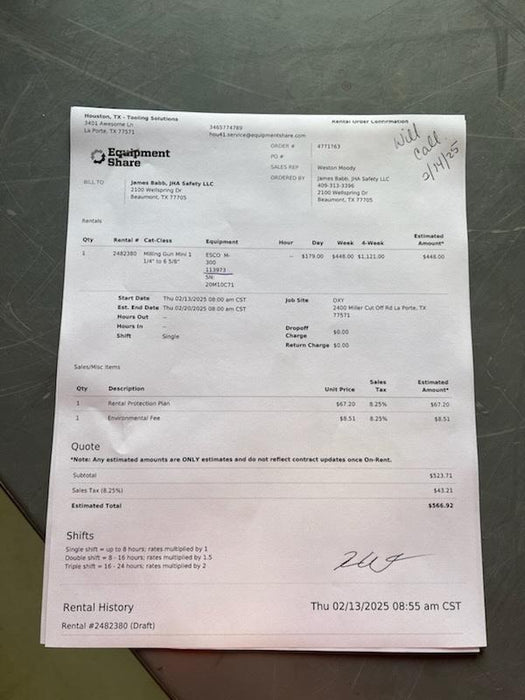 Houston, TX - Tooling Solutions
3401 Awesome Ln
La Porte, TX 77571
3465774789
hou41.service@equipmentshare.com
Rental Order Confirmation
Will
Call
2/14/25
Equipment
Share
ORDER # 4771763
PO #
SALES REP Weston Moody
ORDERED BY James Babb, JHA Safety LLC
409-313-3396
2100 Wellspring Dr
Beaumont, TX 77705
BILL TO James Babb, JHA Safety LLC
2100 Wellspring Dr
Beaumont, TX 77705
Rentals
Qty Rental # Cat-Class Equipment Hour Day Week 4-Week Estimated Amount*
1 2482380 Milling Gun Mini 1 1/4" to 6 5/8" ESCO M-300 113973 SN: 20M10C71 -- $179.00 $448.00 $1,121.00 $448.00
Start Date Thu 02/13/2025 08:00 am CST
Est. End Date Thu 02/20/2025 08:00 am CST
Hours Out --
Hours In --
Shift Single
Job Site OXY
2400 Miller Cut Off Rd La Porte, TX
77571
Dropoff Charge $0.00
Return Charge $0.00
Sales/Misc Items
Qty Description Unit Price Sales Tax Estimated Amount*
1 Rental Protection Plan $67.20 8.25% $67.20
1 Environmental Fee $8.51 8.25% $8.51
Quote
*Note: Any estimated amounts are ONLY estimates and do not reflect contract updates once On-Rent.
Subtotal $523.71
Sales Tax (8.25%) $43.21
Estimated Total $566.92
Shifts
Single shift = up to 8 hours; rates multiplied by 1
Double shift = 8 - 16 hours; rates multiplied by 1.5
Triple shift = 16 - 24 hours; rates multiplied by 2
Rental History Thu 02/13/2025 08:55 am CST
Rental #2482380 (Draft)